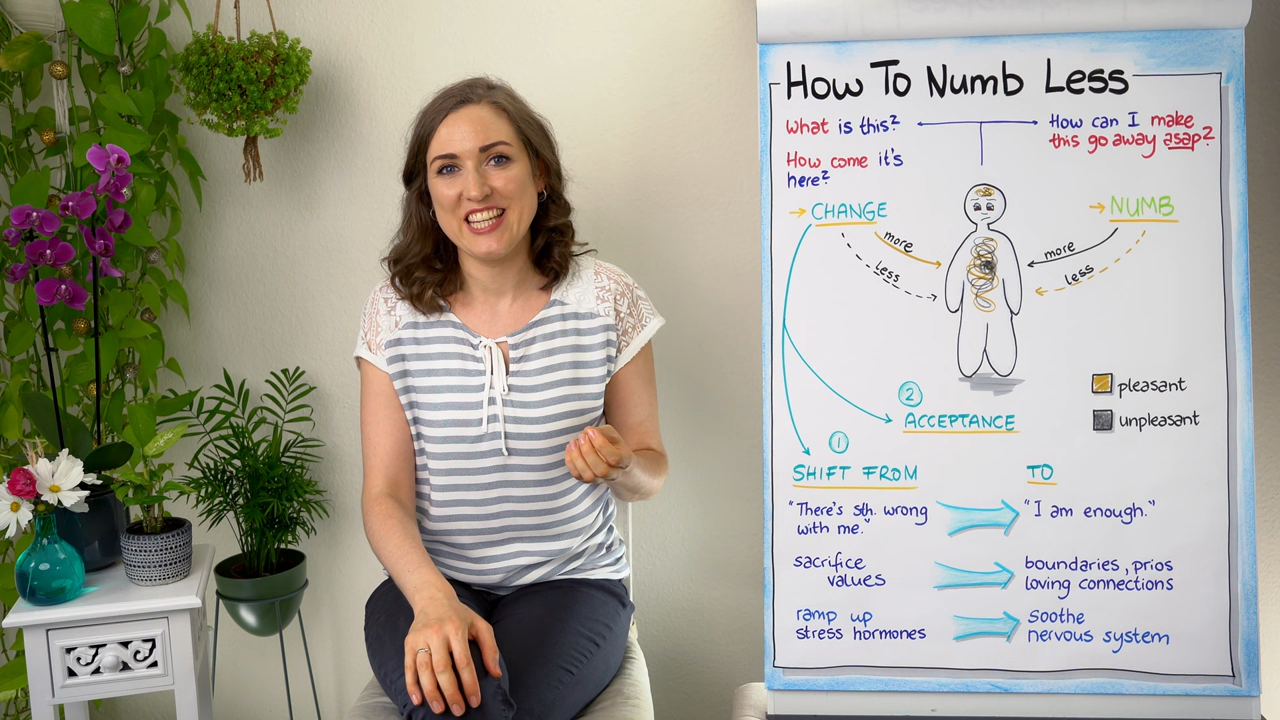 How To Numb Less
What is this?
How come it's
here?
How can I make
this go away asap?
CHANGE
NUMB
more
less
more
less
pleasant
unpleasant
2
ACCEPTANCE
1
SHIFT FROM
TO
"There's sth. wrong
with me."
"I am enough."
sacrifice
values
boundaries, prios
loving connections
ramp up
stress hormones
Soothe
nervous system